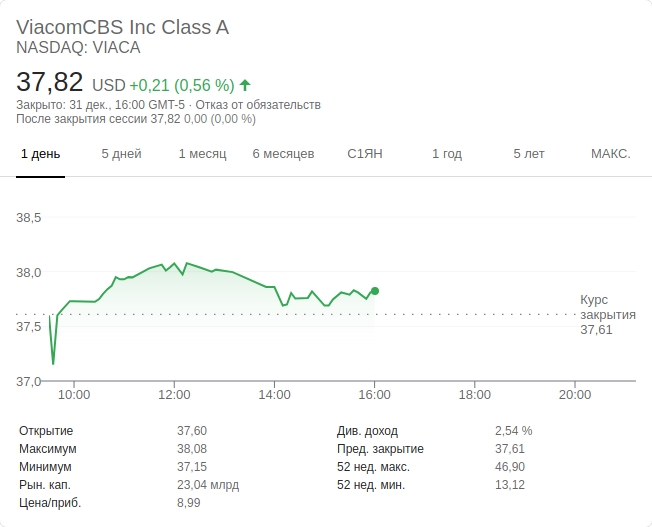 ViacomCBS Inc Class A
NASDAQ: VIACA
37,82 USD +0,21 (0,56 %)
Закрыто: 31 дек., 16:00 GMT-5 · Отказ от обязательств
После закрытия сессии 37,82 0,00 (0,00 %)
1 день 5 дней 1 месяц 6 месяцев С1ЯН 1 год 5 лет МАКС.
38,5
38,0
37,5
37,0
Курс
закрытия
37,61
10:00 12:00 14:00 16:00 18:00 20:00
Открытие 37,60 Див. доход 2,54 %
Максимум 38,08 Пред. закрытие 37,61
Минимум 37,15 52 нед. макс. 46,90
Рын. кап. 23,04 млрд 52 нед. мин. 13,12
Цена/приб. 8,99